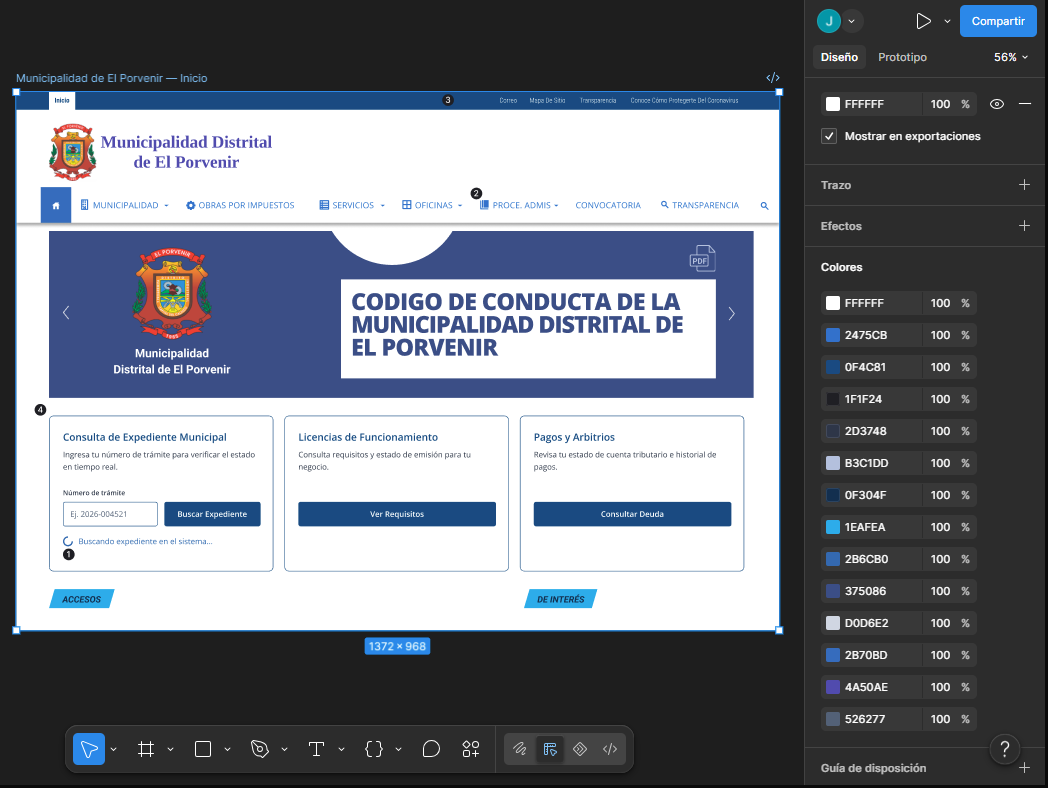 J
Compartir
Diseño
Prototipo
56%
Municipalidad de El Porvenir — Inicio
Inicio
3
Correo
Mapa De Sitio
Transparencia
Conoce Cómo Protegerte Del Coronavirus
Municipalidad Distrital
de El Porvenir
2
MUNICIPALIDAD
OBRAS POR IMPUESTOS
SERVICIOS
OFICINAS
PROCE. ADMIS
CONVOCATORIA
TRANSPARENCIA
EL PORVENIR
1965
Municipalidad
Distrital de El Porvenir
PDF
CODIGO DE CONDUCTA DE LA
MUNICIPALIDAD DISTRITAL DE
EL PORVENIR
4
Consulta de Expediente Municipal
Ingresa tu número de trámite para verificar el estado
en tiempo real.
Número de trámite
Ej. 2026-004521
Buscar Expediente
Buscando expediente en el sistema...
1
Licencias de Funcionamiento
Consulta requisitos y estado de emisión para tu
negocio.
Ver Requisitos
Pagos y Arbitrios
Revisa tu estado de cuenta tributario e historial de
pagos.
Consultar Deuda
ACCESOS
DE INTERÉS
1372 × 968
FFFFFF 100 %
Mostrar en exportaciones
Trazo
Efectos
Colores
FFFFFF 100 %
2475CB 100 %
0F4C81 100 %
1F1F24 100 %
2D3748 100 %
B3C1DD 100 %
0F304F 100 %
1EAFEA 100 %
2B6CB0 100 %
375086 100 %
D0D6E2 100 %
2B70BD 100 %
4A50AE 100 %
526277 100 %
Guía de disposición
?